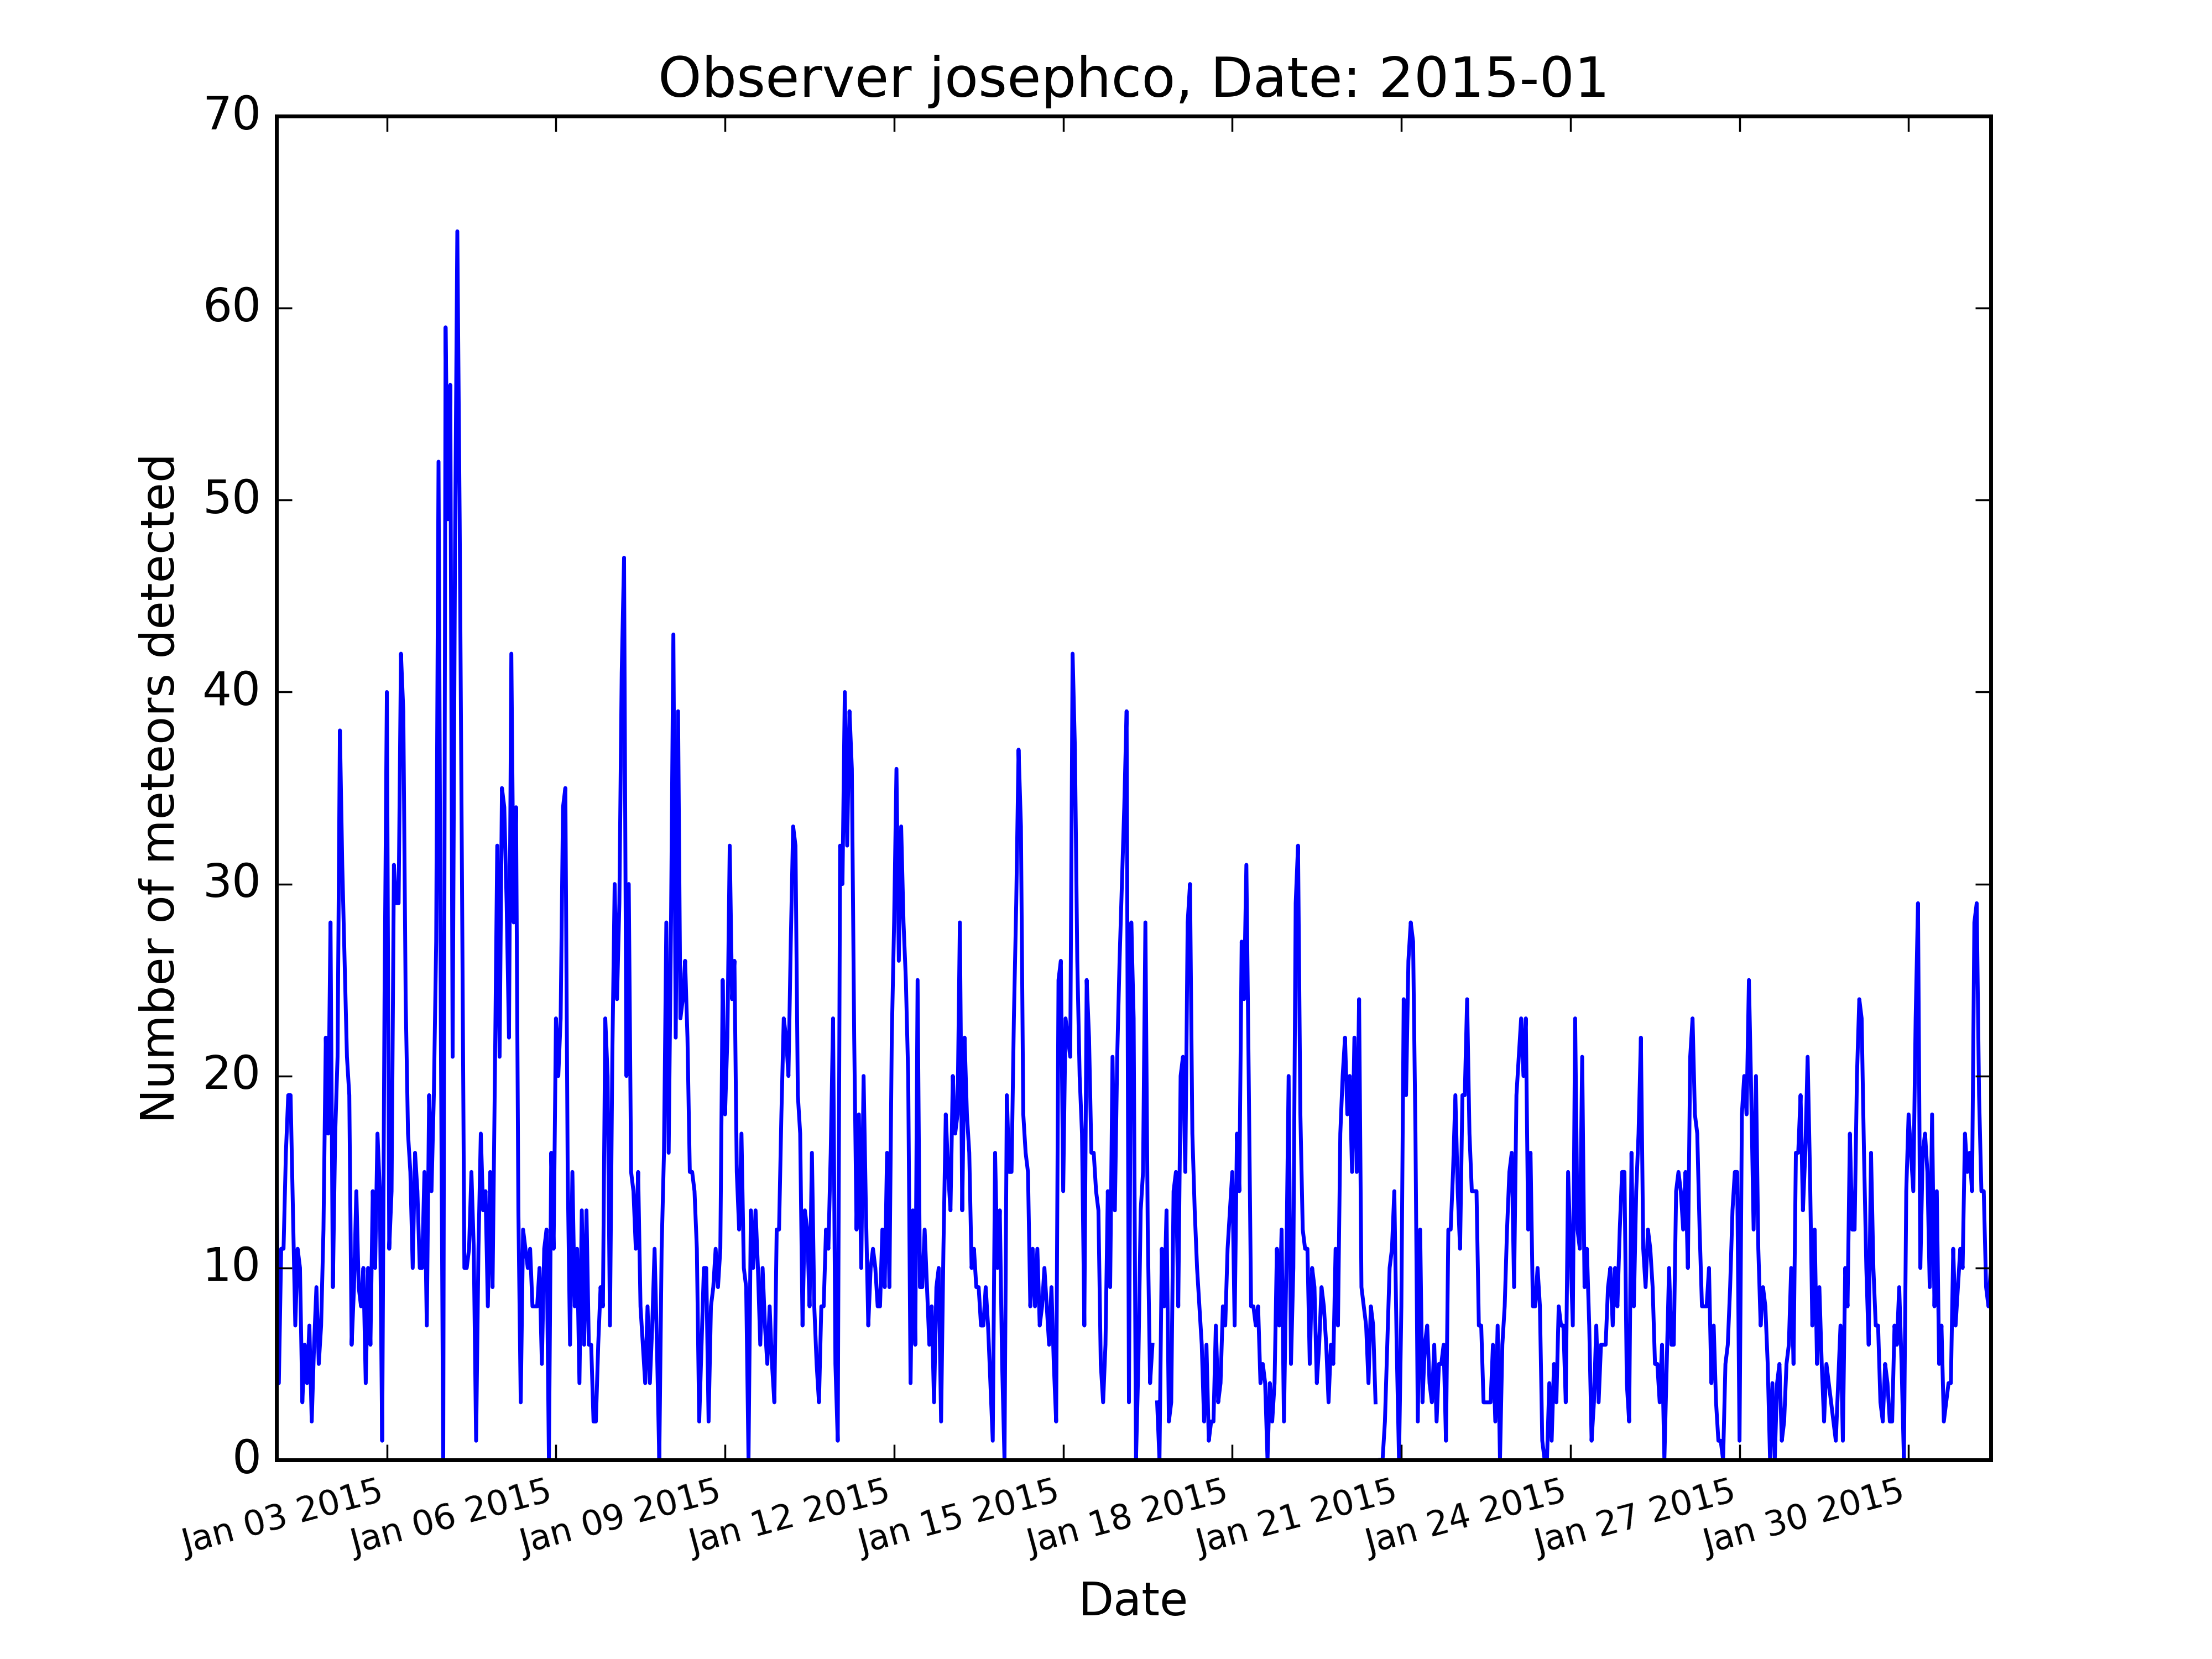 Observer josephco, Date: 2015-01
Number of meteors detected
70
60
50
40
30
20
10
0
Jan 03 2015
Jan 06 2015
Jan 09 2015
Jan 12 2015
Jan 15 2015
Jan 18 2015
Jan 21 2015
Jan 24 2015
Jan 27 2015
Jan 30 2015
Date